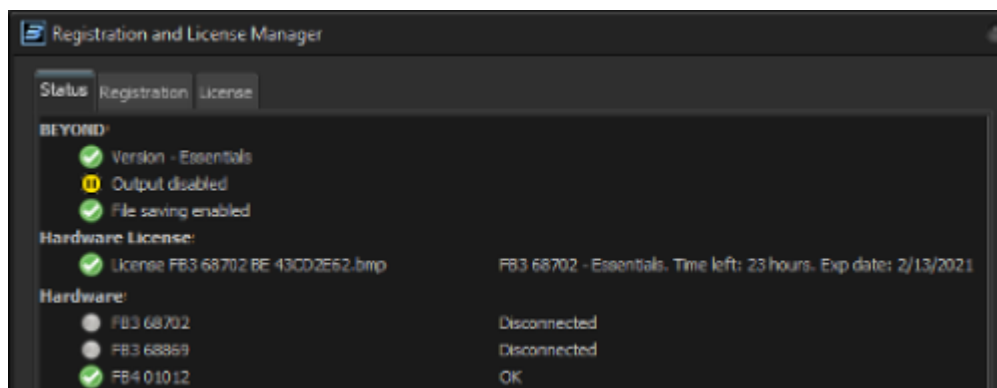 Registration and License Manager
Status Registration License
BEYOND:
Version - Essentials
Output disabled
File saving enabled
Hardware License:
License FB3 68702 BE 43CD2E62.bmp FB3 68702 - Essentials. Time left: 23 hours. Exp date: 2/13/2021
Hardware:
FB3 68702 Disconnected
FB3 68869 Disconnected
FB4 01012 OK